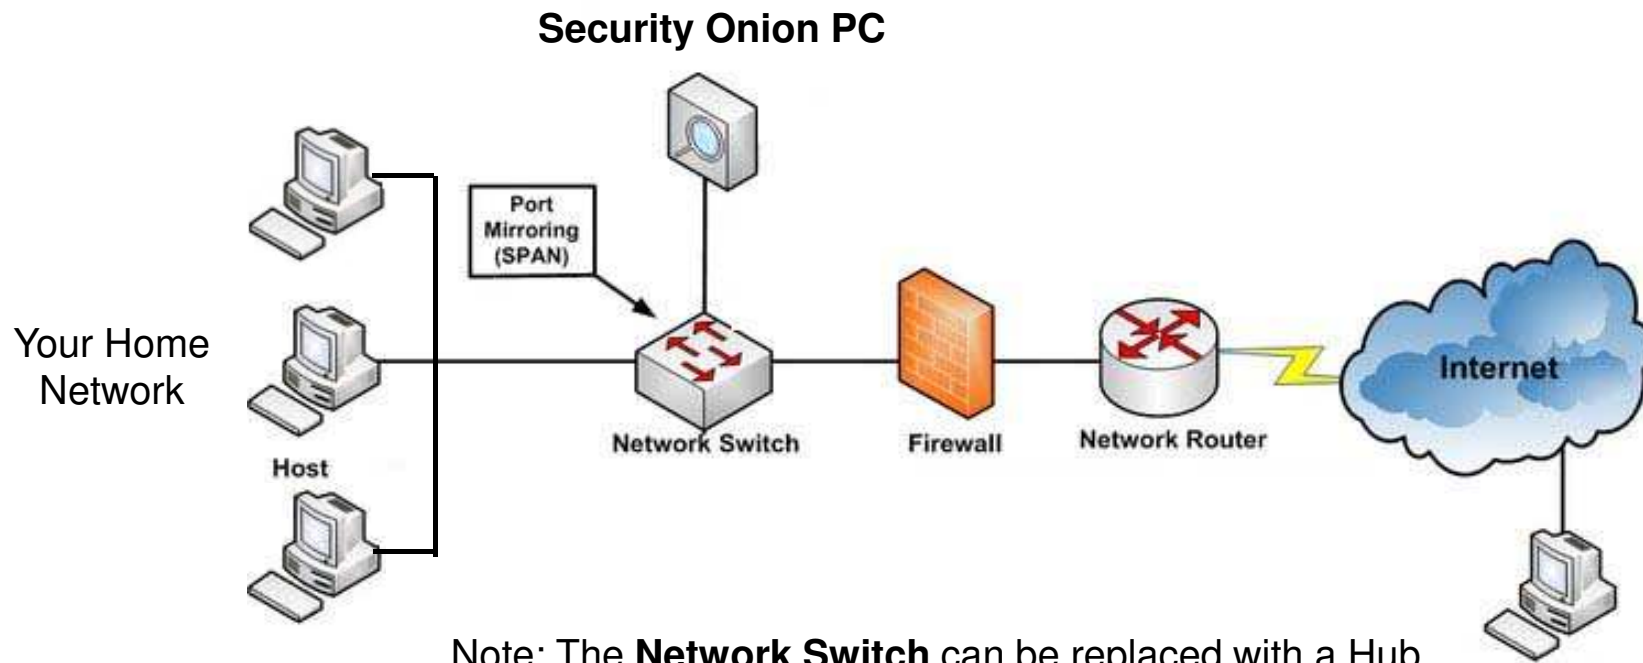 Security Onion PC
Port
Mirroring
(SPAN)
Your Home
Network
Internet
Network Switch
Firewall
Network Router
Host
Note: The Network Switch can be replaced with a Hub